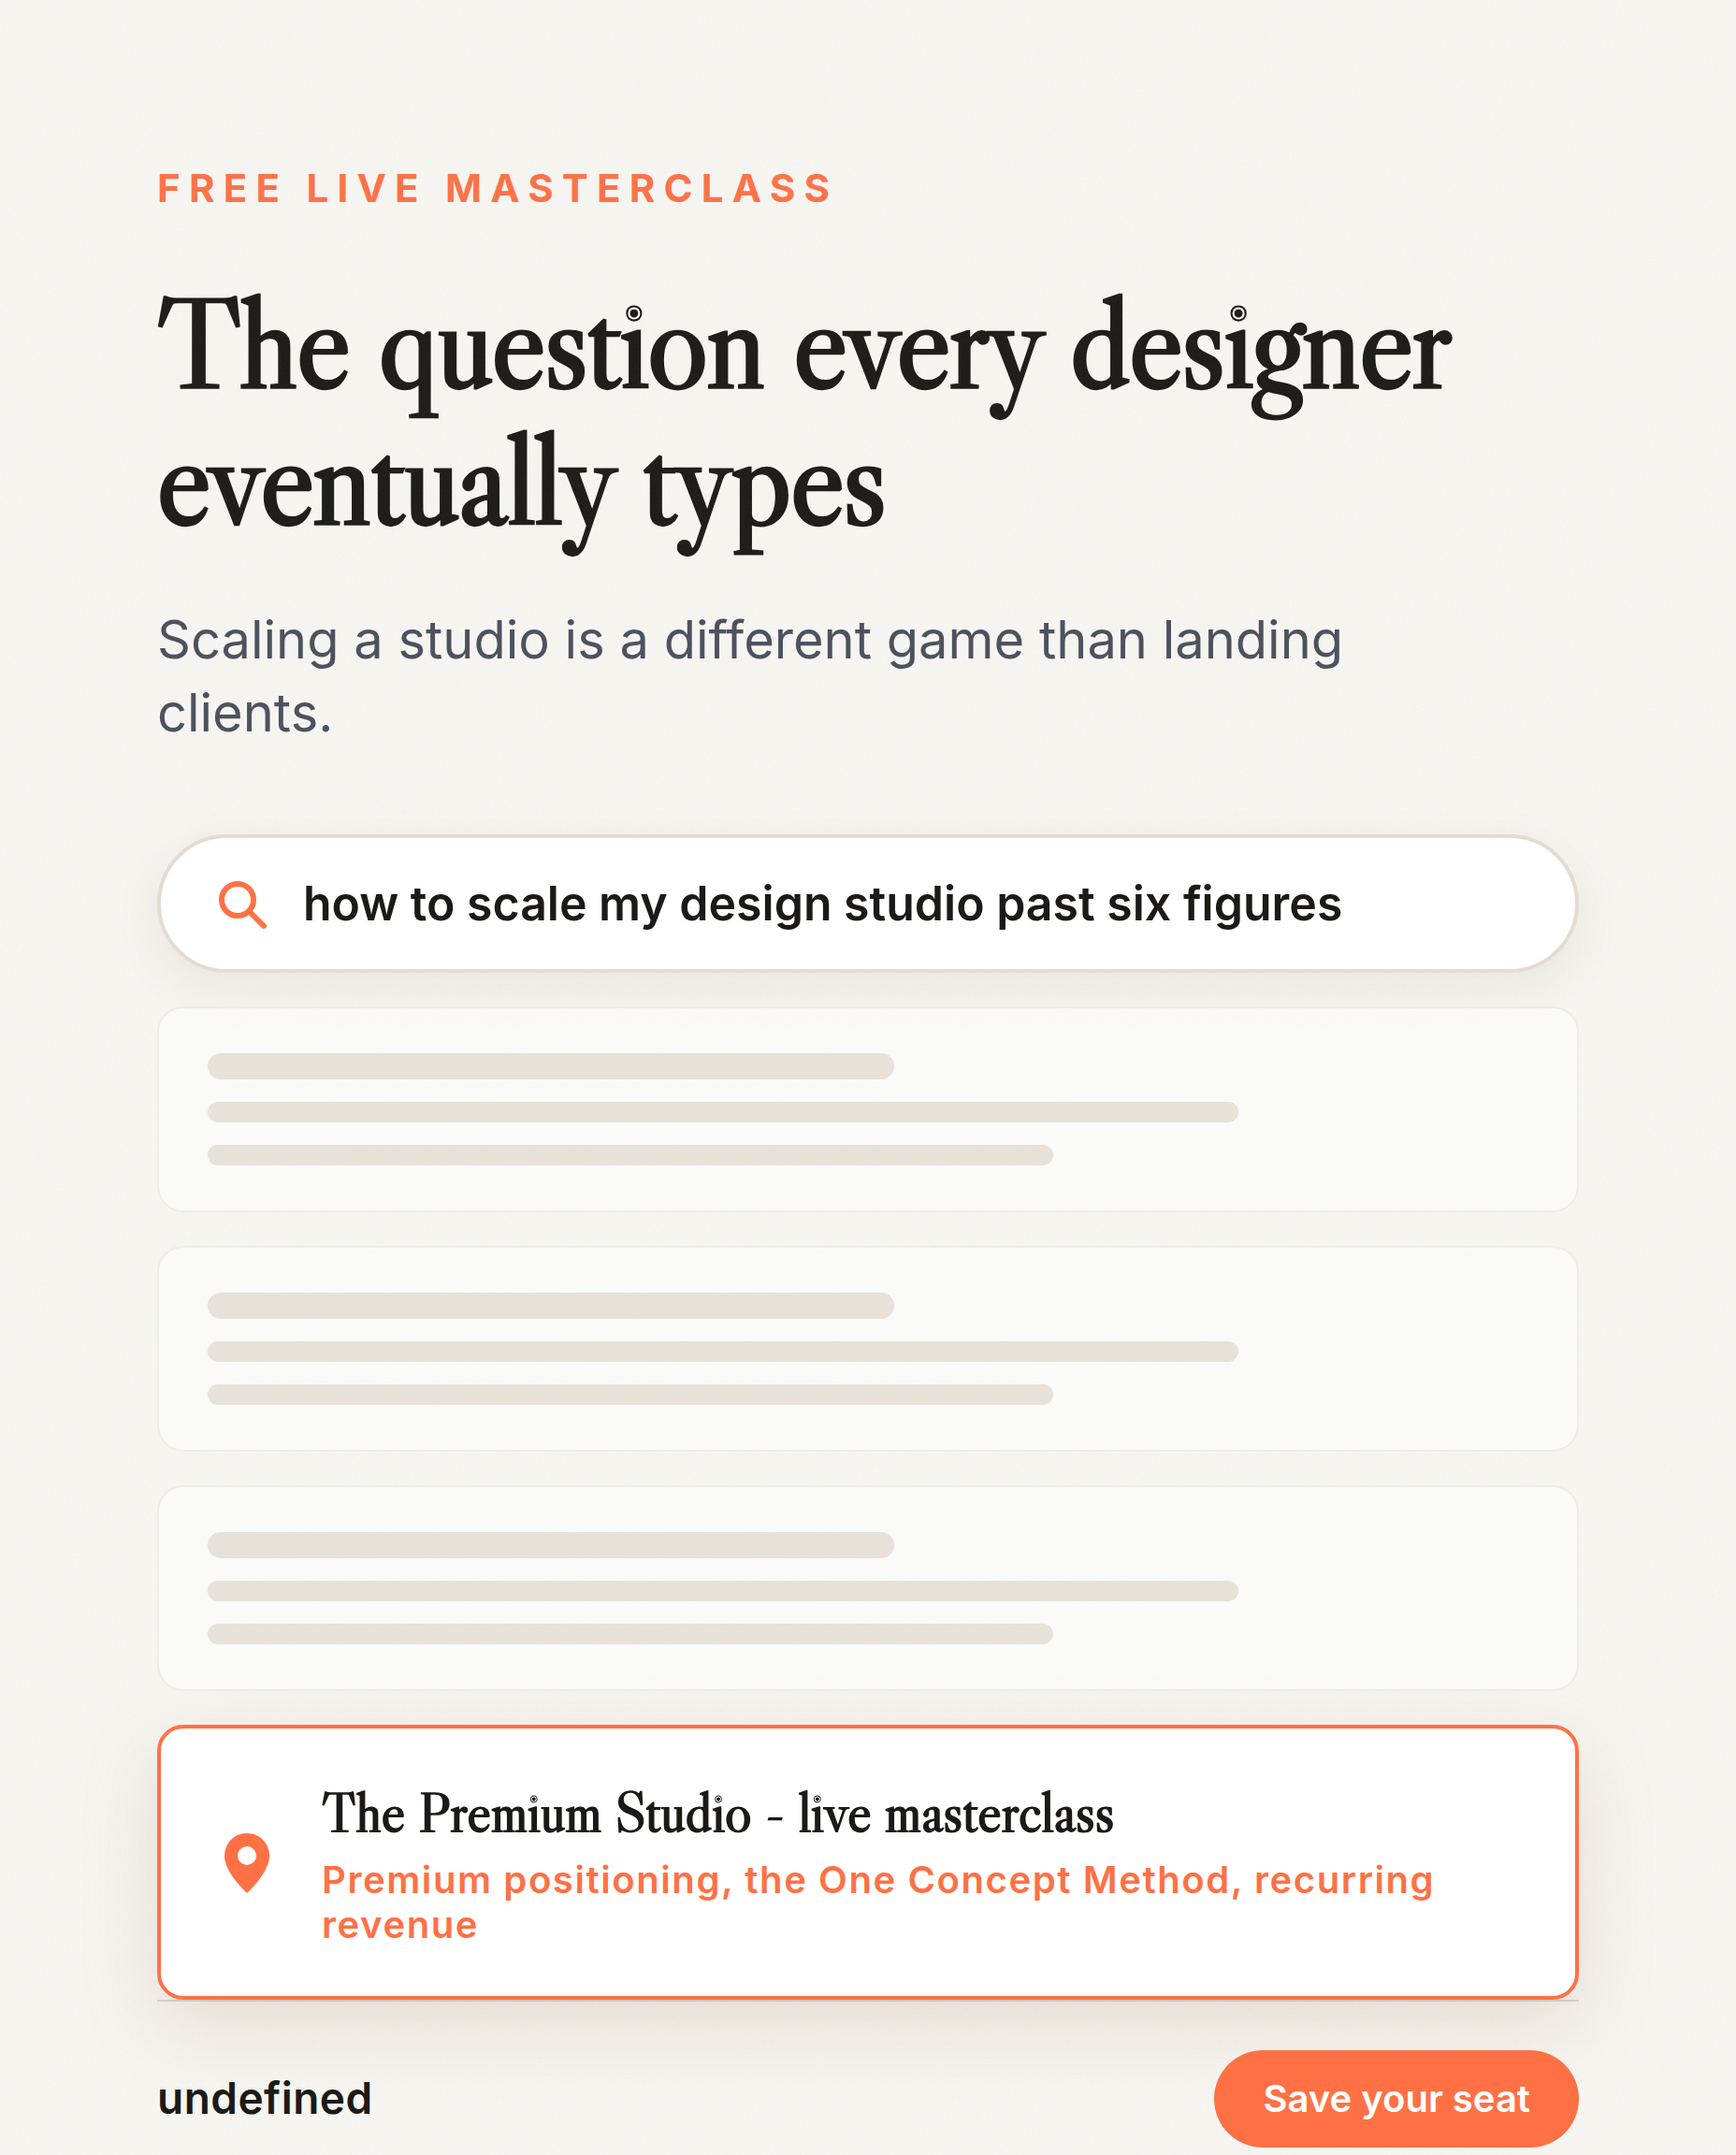 FREE LIVE MASTERCLASS
The question every designer
eventually types
Scaling a studio is a different game than landing
clients.
how to scale my design studio past six figures
The Premium Studio - live masterclass
Premium positioning, the One Concept Method, recurring
revenue
undefined
Save your seat